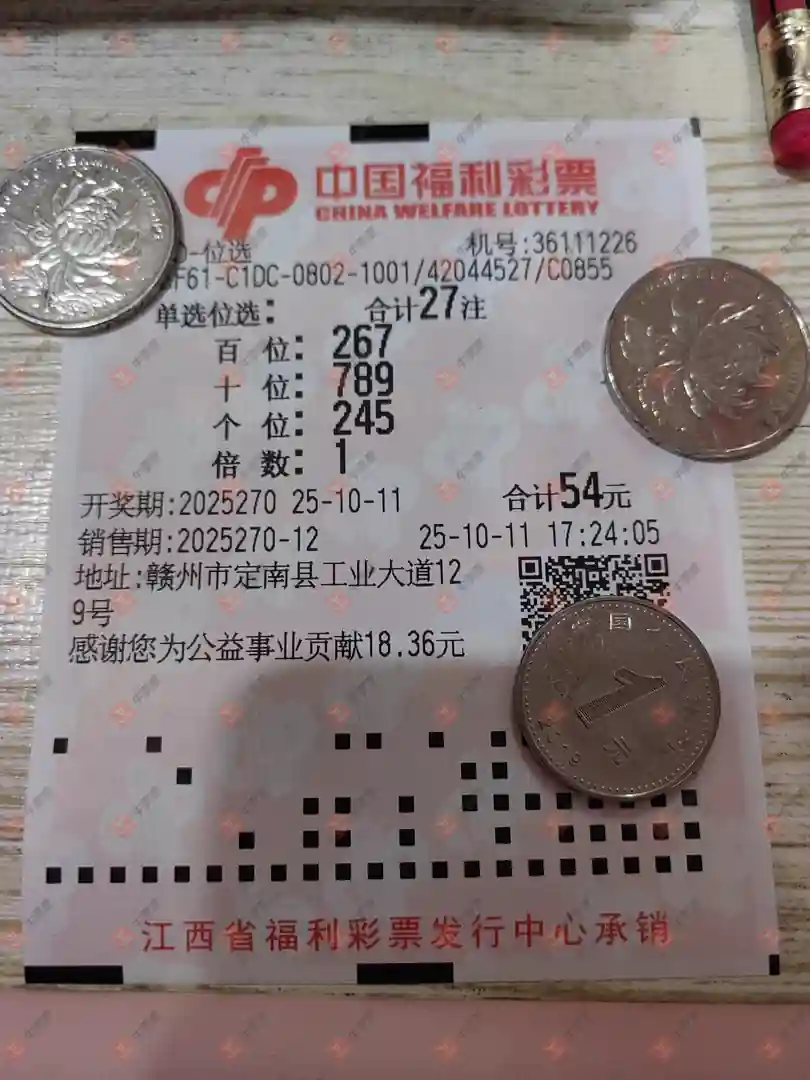 中国福利彩票
CHINA WELFARE LOTTERY
D-位选 机号:36111226
F61-C1DC-0802-1001/42044527/C0855
单选位选: 合计27注
百 位: 267
十 位: 789
个 位: 245
倍 数: 1
开奖期:2025270 25-10-11 合计54元
销售期:2025270-12 25-10-11 17:24:05
地址:赣州市定南县工业大道12
9号
感谢您为公益事业贡献18.36元
1
元
江西省福利彩票发行中心承销